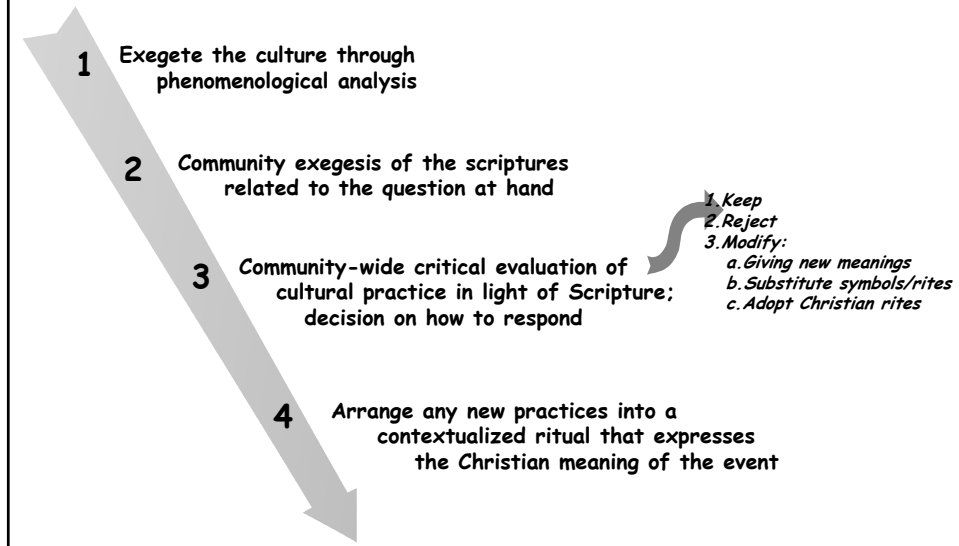 1 Exegete the culture through
phenomenological analysis
2 Community exegesis of the scriptures
related to the question at hand
3 Community-wide critical evaluation of
cultural practice in light of Scripture;
decision on how to respond
1.Keep
2.Reject
3.Modify:
a.Giving new meanings
b.Substitute symbols/rites
c.Adopt Christian rites
4 Arrange any new practices into a
contextualized ritual that expresses
the Christian meaning of the event